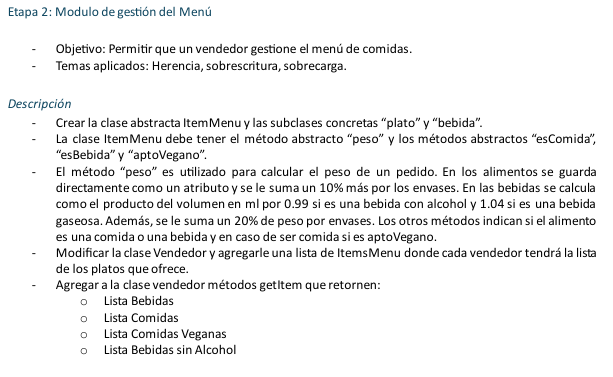 Etapa 2: Modulo de gestión del Menú
- Objetivo: Permitir que un vendedor gestione el menú de comidas.
- Temas aplicados: Herencia, sobrescritura, sobrecarga.
Descripción
- Crear la clase abstracta ItemMenu y las subclases concretas “plato” y “bebida”.
- La clase ItemMenu debe tener el método abstracto “peso” y los métodos abstractos “esComida”,
“esBebida” y “aptoVegano”.
- El método “peso” es utilizado para calcular el peso de un pedido. En los alimentos se guarda
directamente como un atributo y se le suma un 10% más por los envases. En las bebidas se calcula
como el producto del volumen en ml por 0.99 si es una bebida con alcohol y 1.04 si es una bebida
gaseosa. Además, se le suma un 20% de peso por envases. Los otros métodos indican si el alimento
es una comida o una bebida y en caso de ser comida si es aptoVegano.
- Modificar la clase Vendedor y agregarle una lista de ItemsMenu donde cada vendedor tendrá la lista
de los platos que ofrece.
- Agregar a la clase vendedor métodos getItem que retornen:
o Lista Bebidas
o Lista Comidas
o Lista Comidas Veganas
o Lista Bebidas sin Alcohol